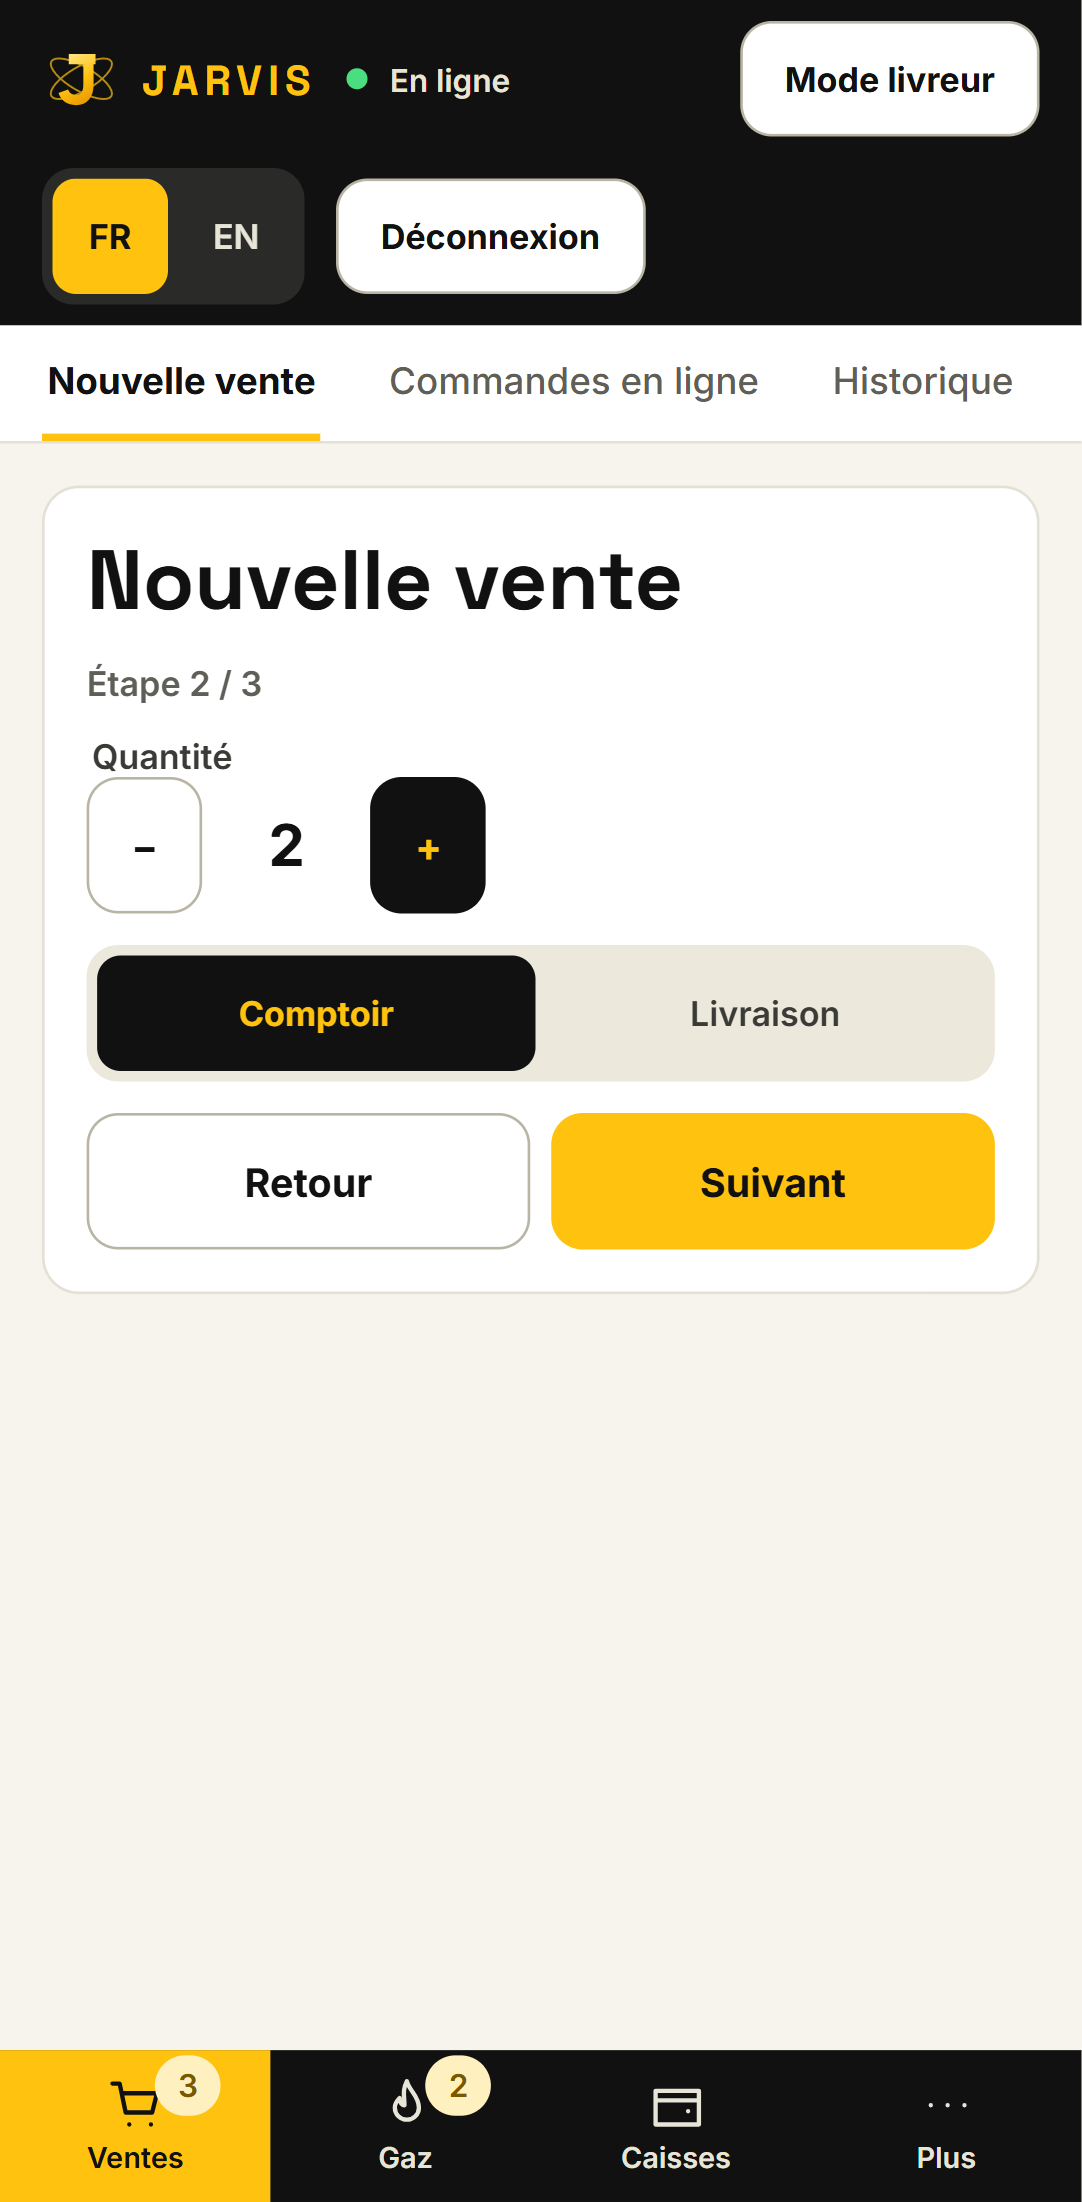 JARVIS
En ligne
Mode livreur
FR
EN
Déconnexion
Nouvelle vente
Commandes en ligne
Historique
Nouvelle vente
Étape 2 / 3
Quantité
–
2
+
Comptoir
Livraison
Retour
Suivant
3
Ventes
2
Gaz
Caisses
Plus